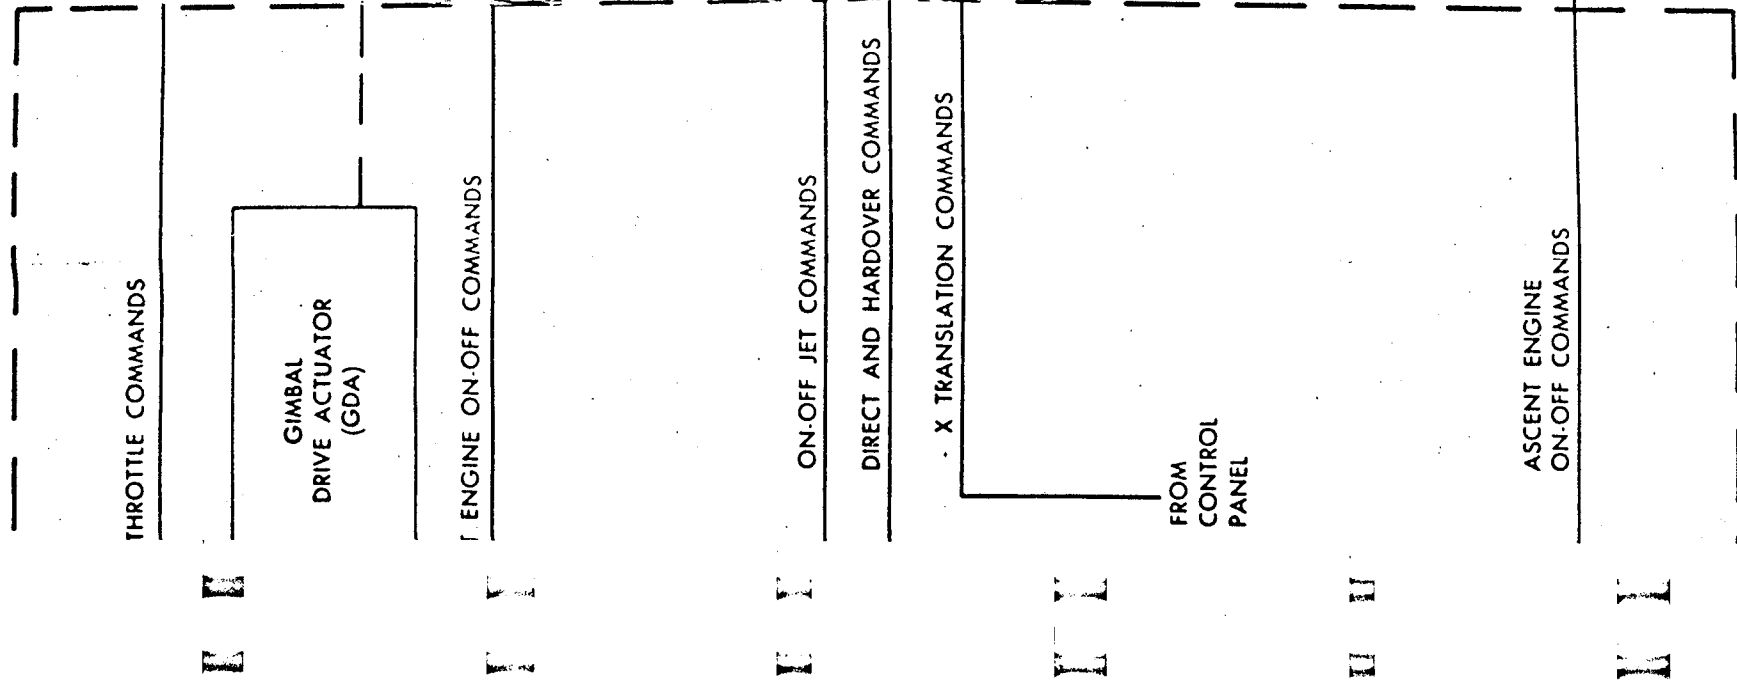 THROTTLE COMMANDS
GIMBAL
DRIVE ACTUATOR
(GDA)
ENGINE ON-OFF COMMANDS
ON-OFF JET COMMANDS
DIRECT AND HARDOVER COMMANDS
X TRANSLATION COMMANDS
FROM
CONTROL
PANEL
ASCENT ENGINE
ON-OFF COMMANDS